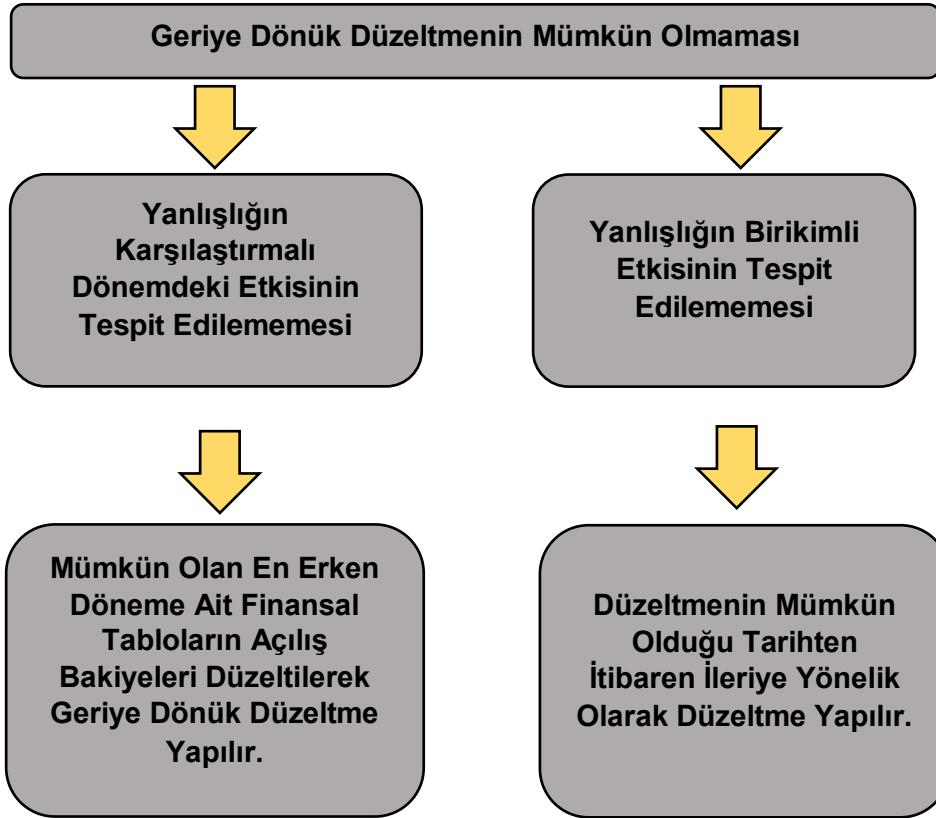 Geriye Dönük Düzeltmenin Mümkün Olmaması
Yanlışlığın
Karşılaştırmalı
Dönemdeki Etkisinin
Tespit Edilememesi
Yanlışlığın Birikimli
Etkisinin Tespit
Edilememesi
Mümkün Olan En Erken
Döneme Ait Finansal
Tabloların Açılış
Bakiyeleri Düzeltilerek
Geriye Dönük Düzeltme
Yapılır.
Düzeltmenin Mümkün
Olduğu Tarihten
İtibaren İleriye Yönelik
Olarak Düzeltme Yapılır.